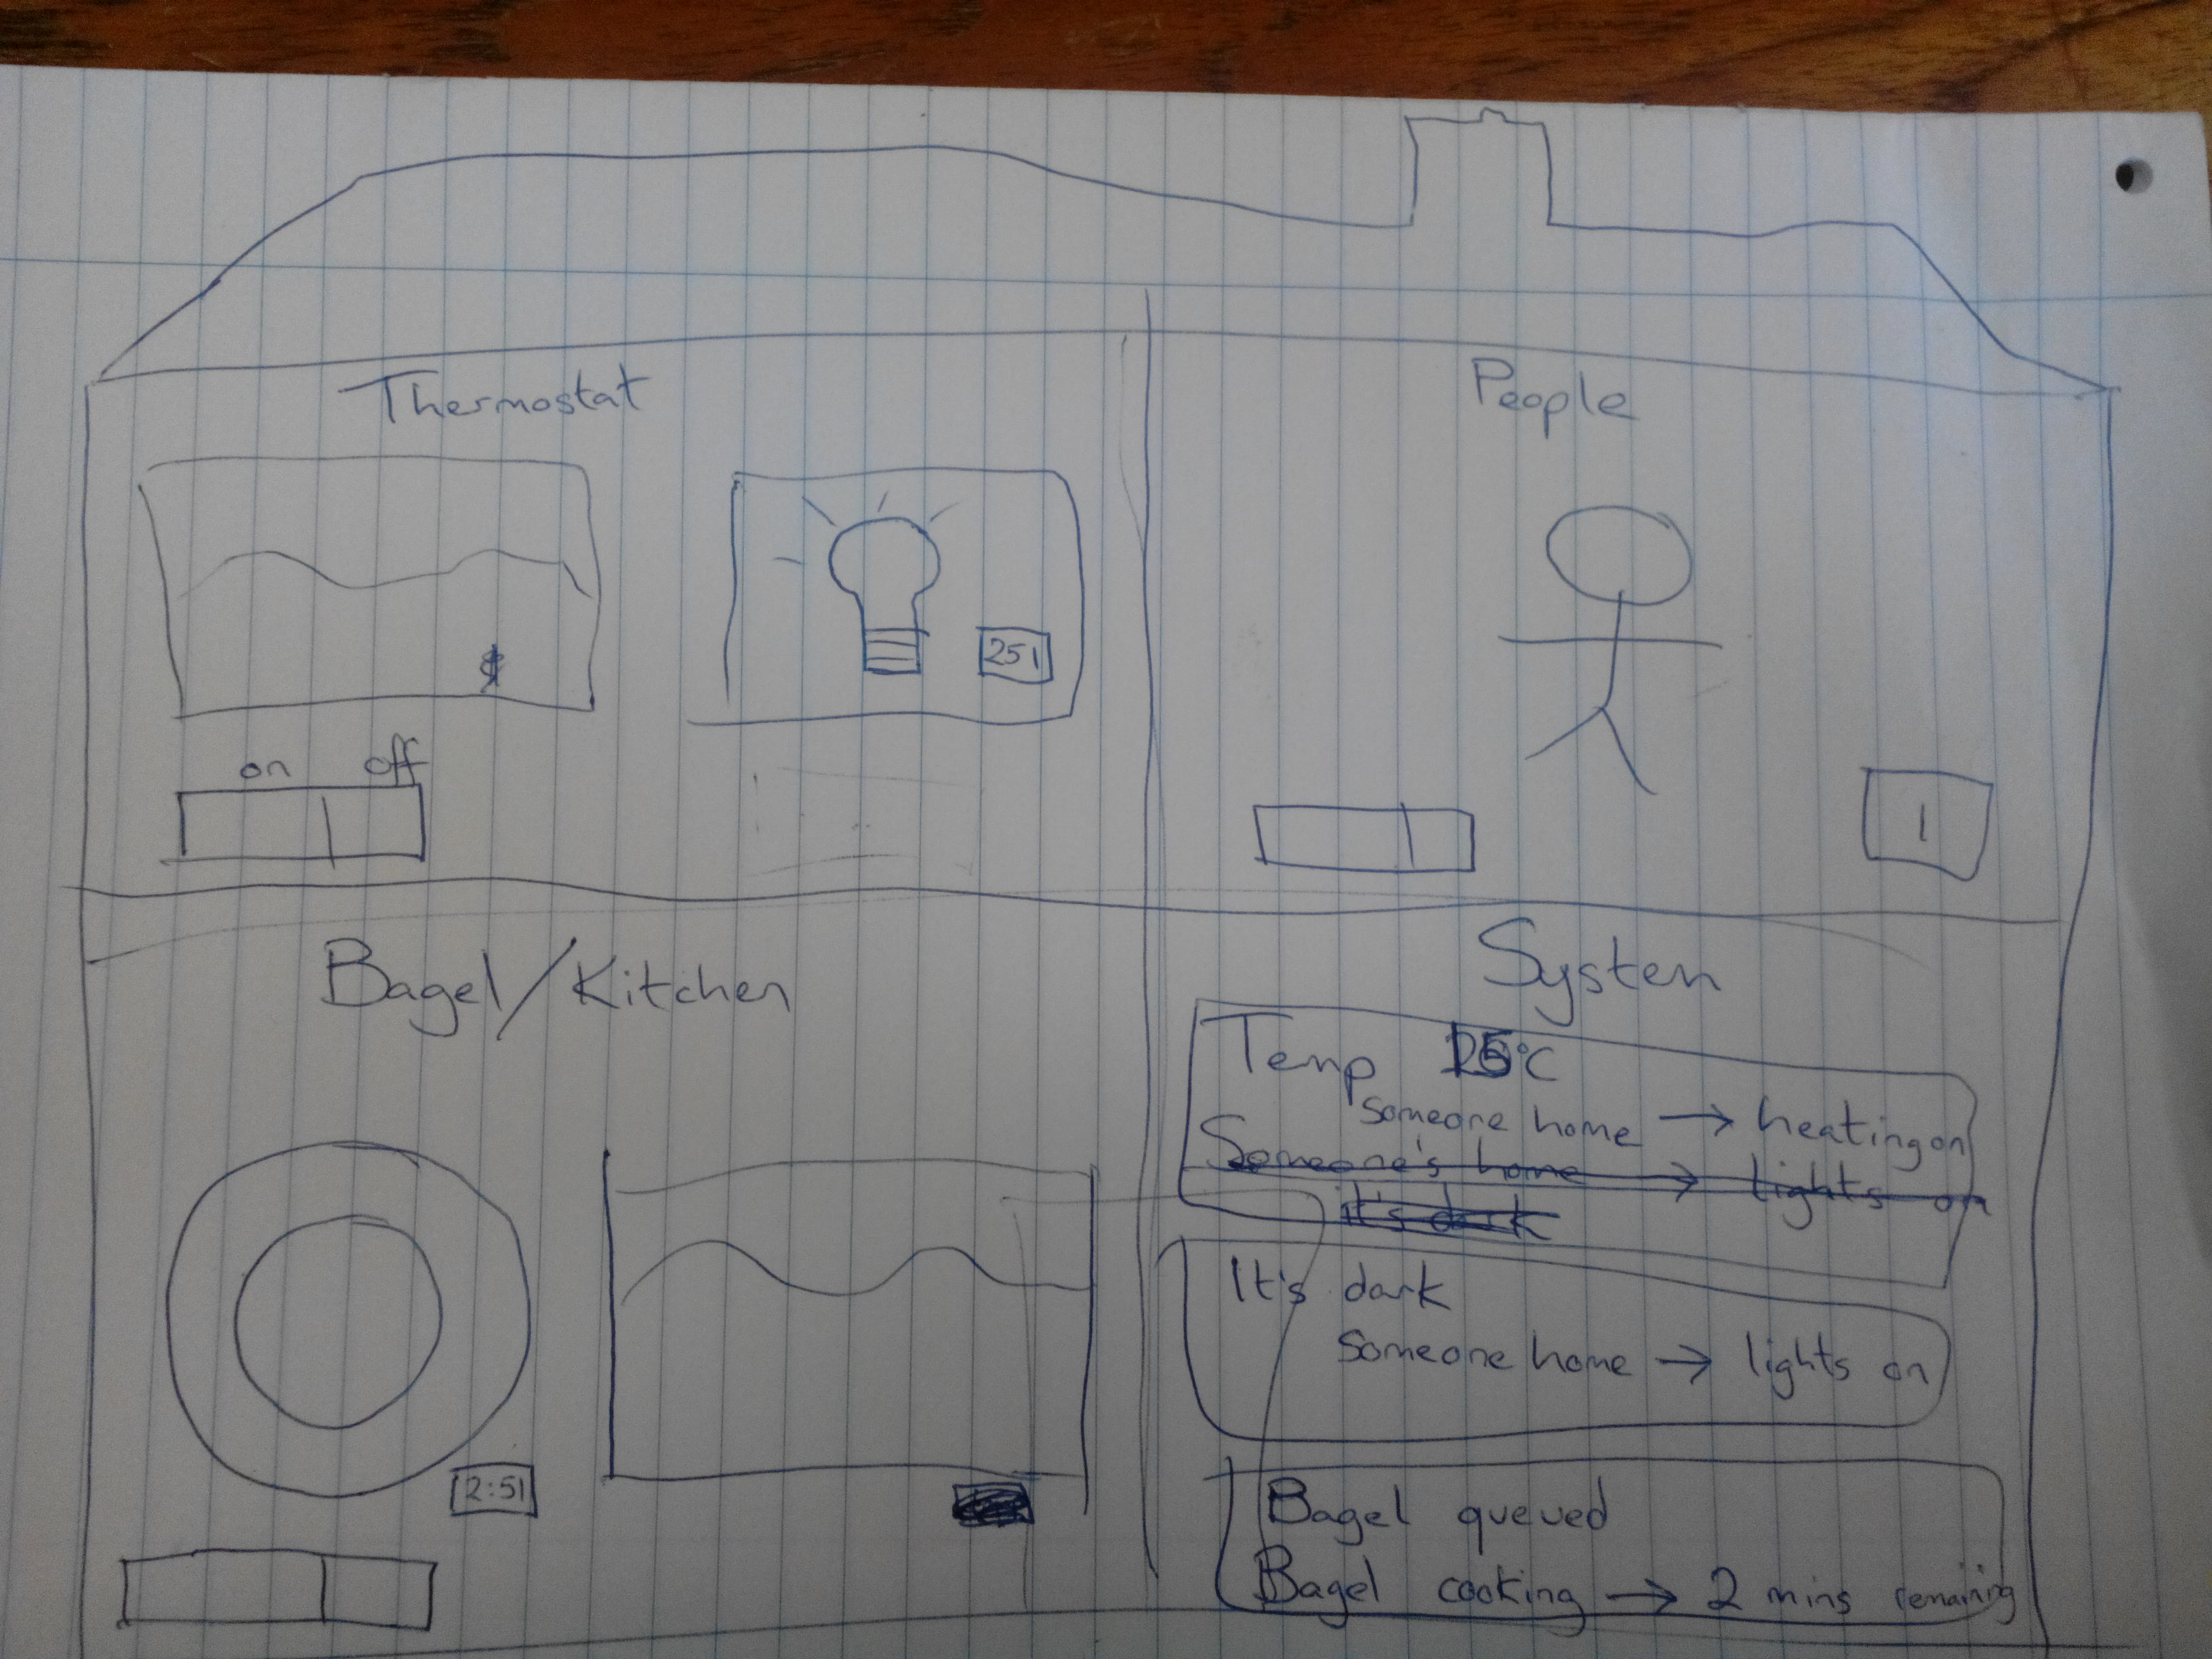 Thermostat
251
on off
People
1
Bagel/Kitchen
2:51
System
Temp 15°C
someone home → heating on
Someone's home → lights on
it's dark
It's dark
Someone home → lights on
Bagel queued
Bagel cooking → 2 mins remaining